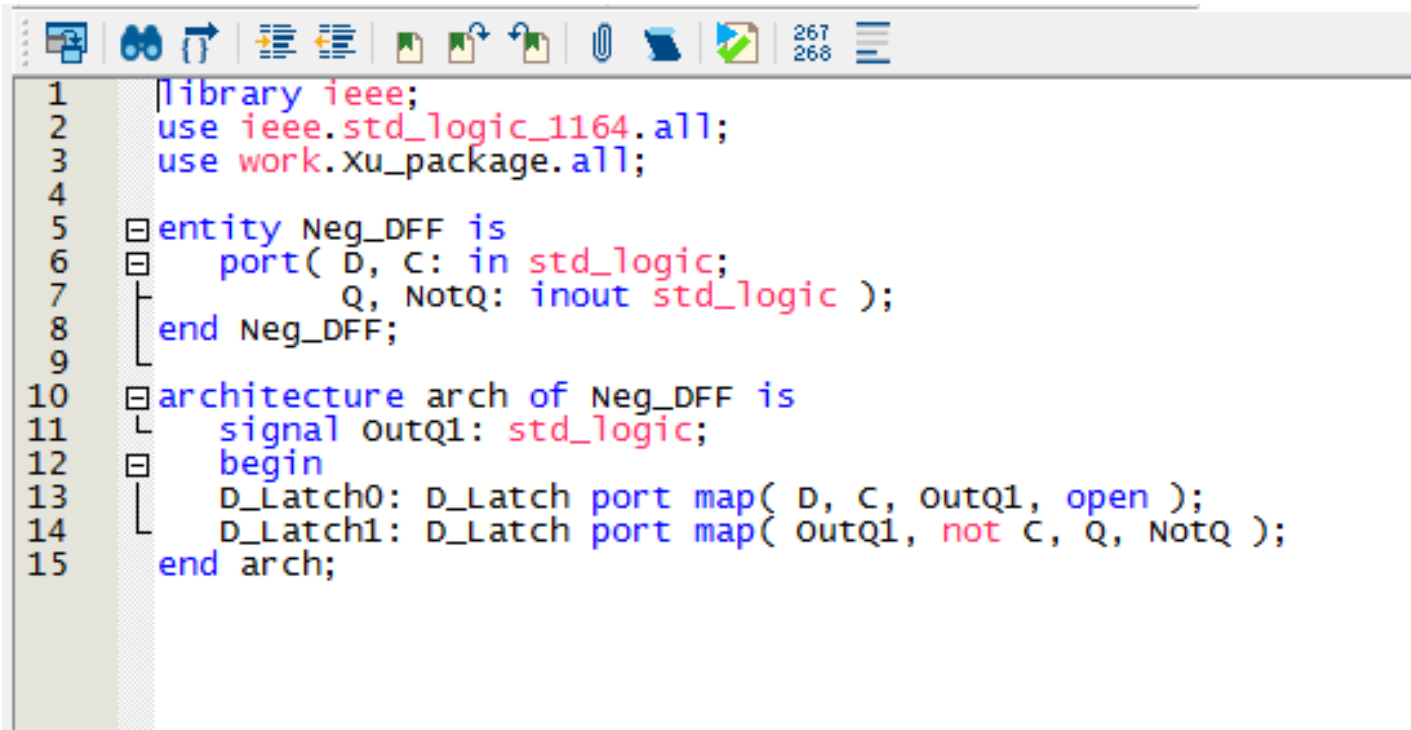 267
268
1 library ieee;
2 use ieee.std_logic_1164.all;
3 use work.Xu_package.all;
4
5 entity Neg_DFF is
6 port( D, C: in std_logic;
7 Q, NotQ: inout std_logic );
8 end Neg_DFF;
9
10 architecture arch of Neg_DFF is
11 signal OutQ1: std_logic;
12 begin
13 D_Latch0: D_Latch port map( D, C, OutQ1, open );
14 D_Latch1: D_Latch port map( OutQ1, not C, Q, NotQ );
15 end arch;